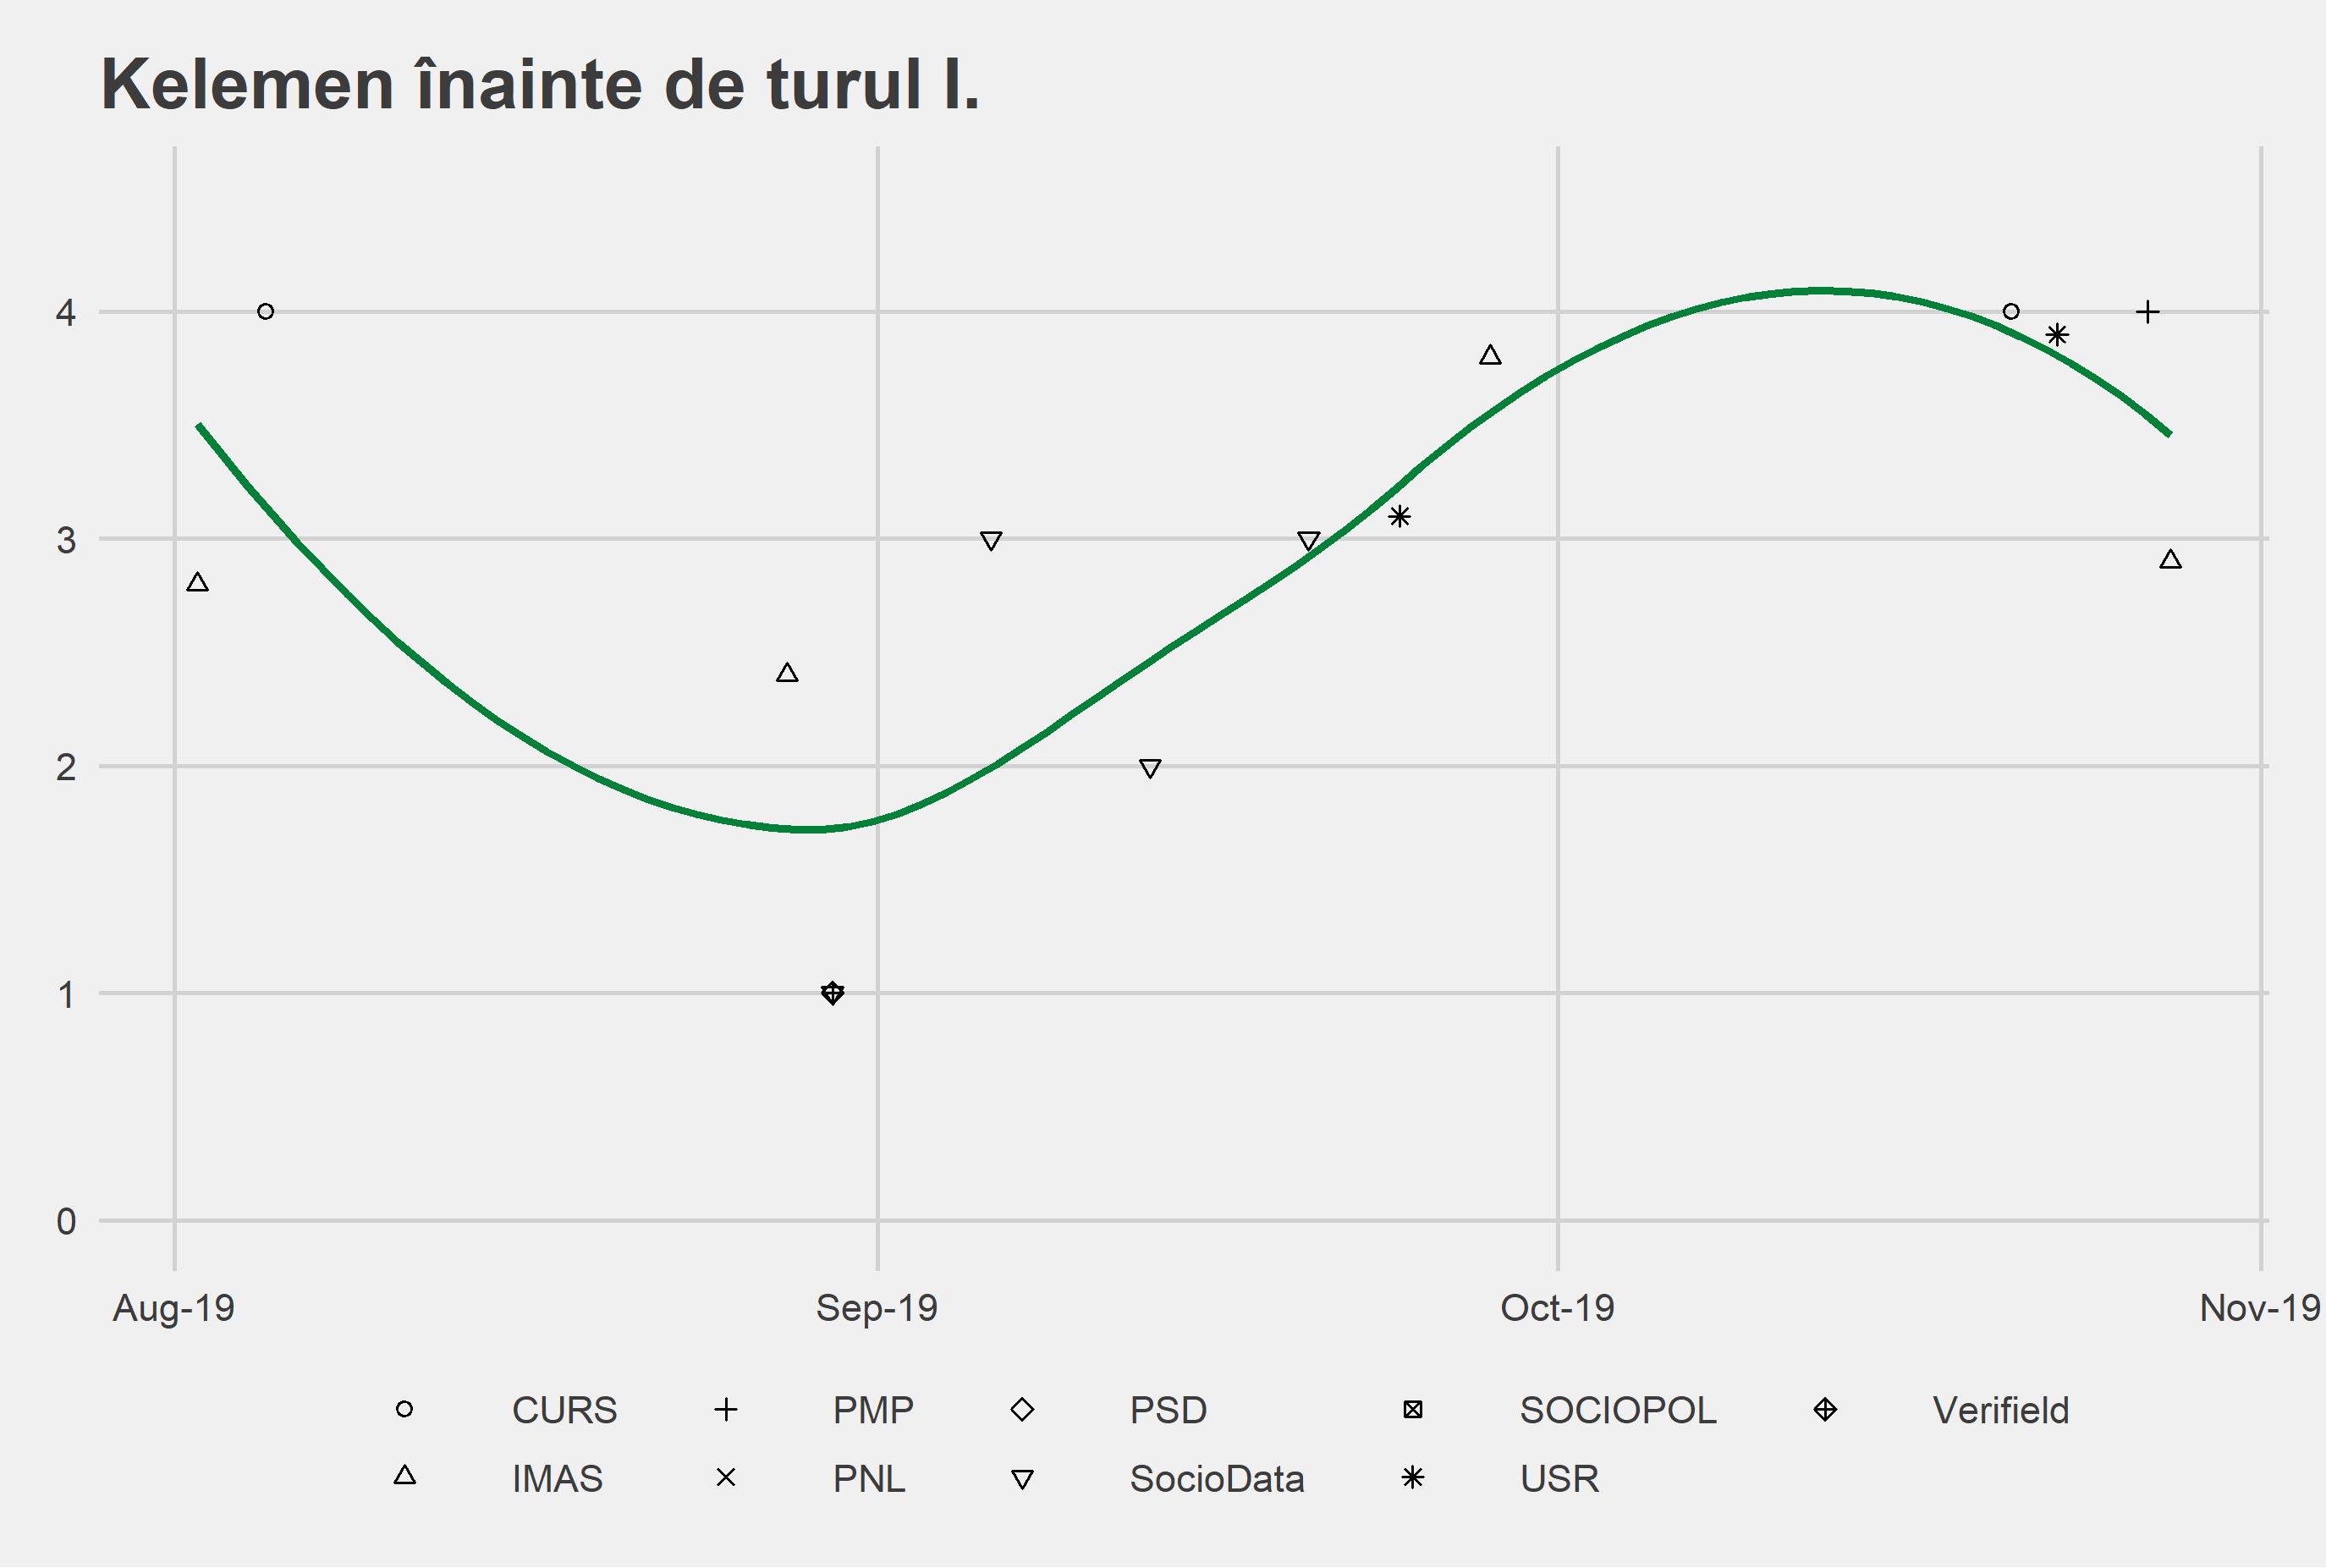 Kelemen înainte de turul I.
4
3
2
1
0
Aug-19 Sep-19 Oct-19 Nov-19
CURS PMP PSD SOCIOPOL Verifield
IMAS PNL SocioData USR